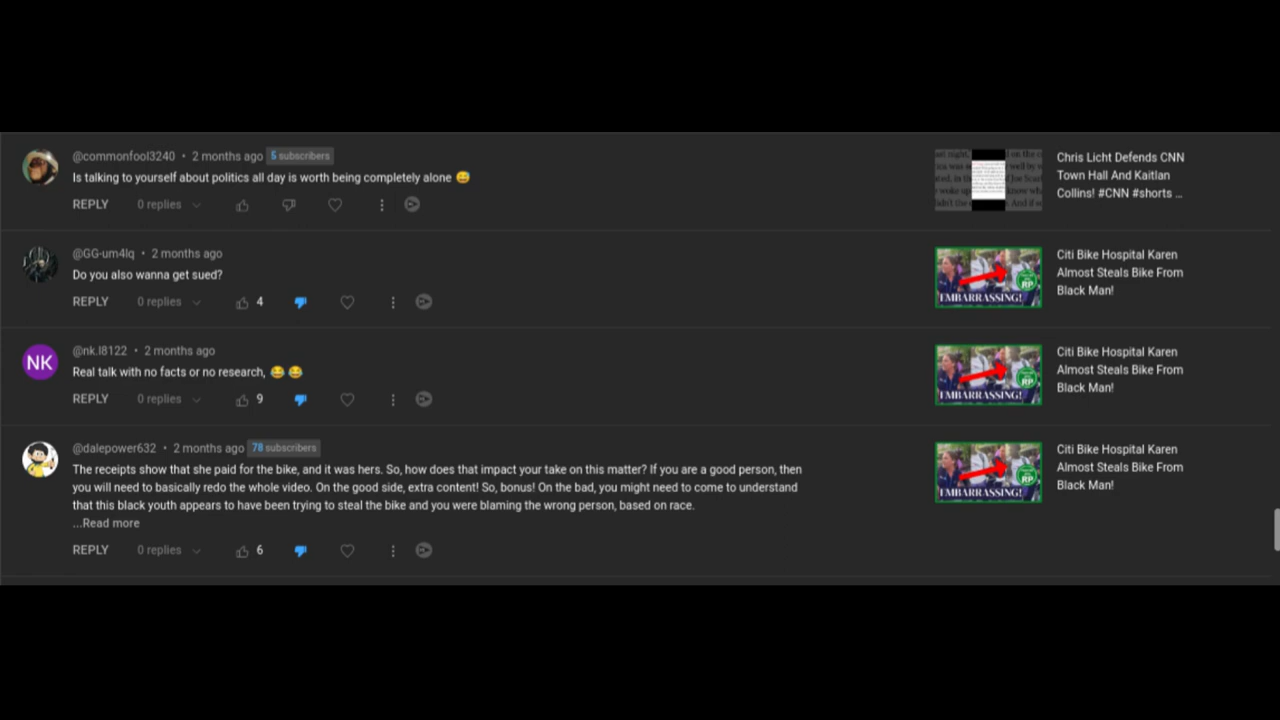 @commonfool3240 • 2 months ago 5 subscribers
Is talking to yourself about politics all day is worth being completely alone 😅
REPLY 0 replies
Chris Licht Defends CNN
Town Hall And Kaitlan
Collins! #CNN #shorts ...
@GG-um4lq • 2 months ago
Do you also wanna get sued?
REPLY 0 replies 4
EMBARRASSING!
RP
Citi Bike Hospital Karen
Almost Steals Bike From
Black Man!
@nk.l8122 • 2 months ago
Real talk with no facts or no research, 😂 😂
REPLY 0 replies 9
NK
EMBARRASSING!
RP
Citi Bike Hospital Karen
Almost Steals Bike From
Black Man!
@dalepower632 • 2 months ago 78 subscribers
The receipts show that she paid for the bike, and it was hers. So, how does that impact your take on this matter? If you are a good person, then
you will need to basically redo the whole video. On the good side, extra content! So, bonus! On the bad, you might need to come to understand
that this black youth appears to have been trying to steal the bike and you were blaming the wrong person, based on race.
...Read more
REPLY 0 replies 6
EMBARRASSING!
RP
Citi Bike Hospital Karen
Almost Steals Bike From
Black Man!